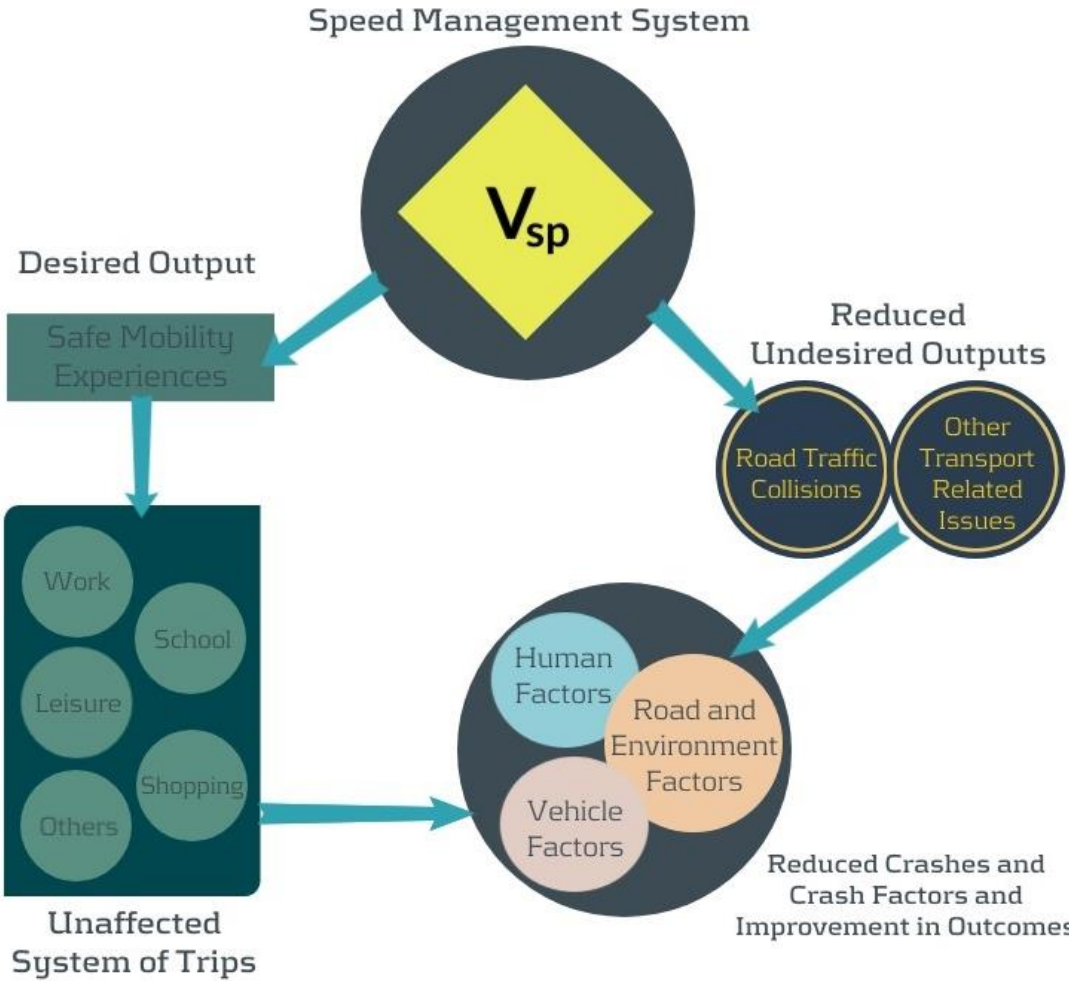 Speed Management System
Vsp
Desired Output
Safe Mobility
Experiences
Reduced
Undesired Outputs
Road Traffic
Collisions
Other
Transport
Related
Issues
Work
School
Leisure
Shopping
Others
Unaffected
System of Trips
Human
Factors
Road and
Environment
Factors
Vehicle
Factors
Reduced Crashes and
Crash Factors and
Improvement in Outcomes